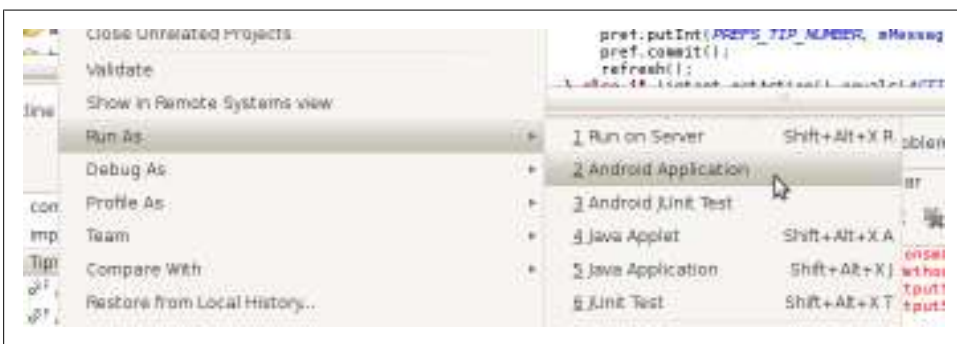 Close Unrelated Projects
Validate
Show in Remote Systems view
Run As
Debug As
Profile As
Team
Compare With
Restore from Local History...
pref.putInt(PREFS_TIP_NUMBER, mMessag
pref.commit();
refresh();
1 Run on Server Shift+Alt+X R
2 Android Application
3 Android JUnit Test
4 Java Applet Shift+Alt+X A
5 Java Application Shift+Alt+X J
6 JUnit Test Shift+Alt+X T